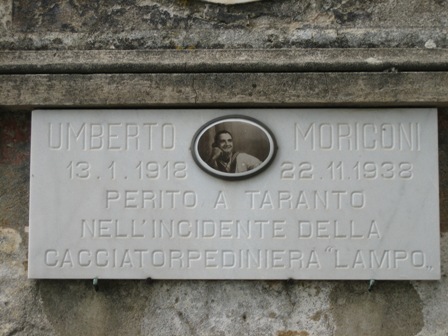 UMBERTO MORICONI
13.1.1918 22.11.1938
PERITO A TARANTO
NELL'INCIDENTE DELLA
CACCIATORPEDINIERA "LAMPO„